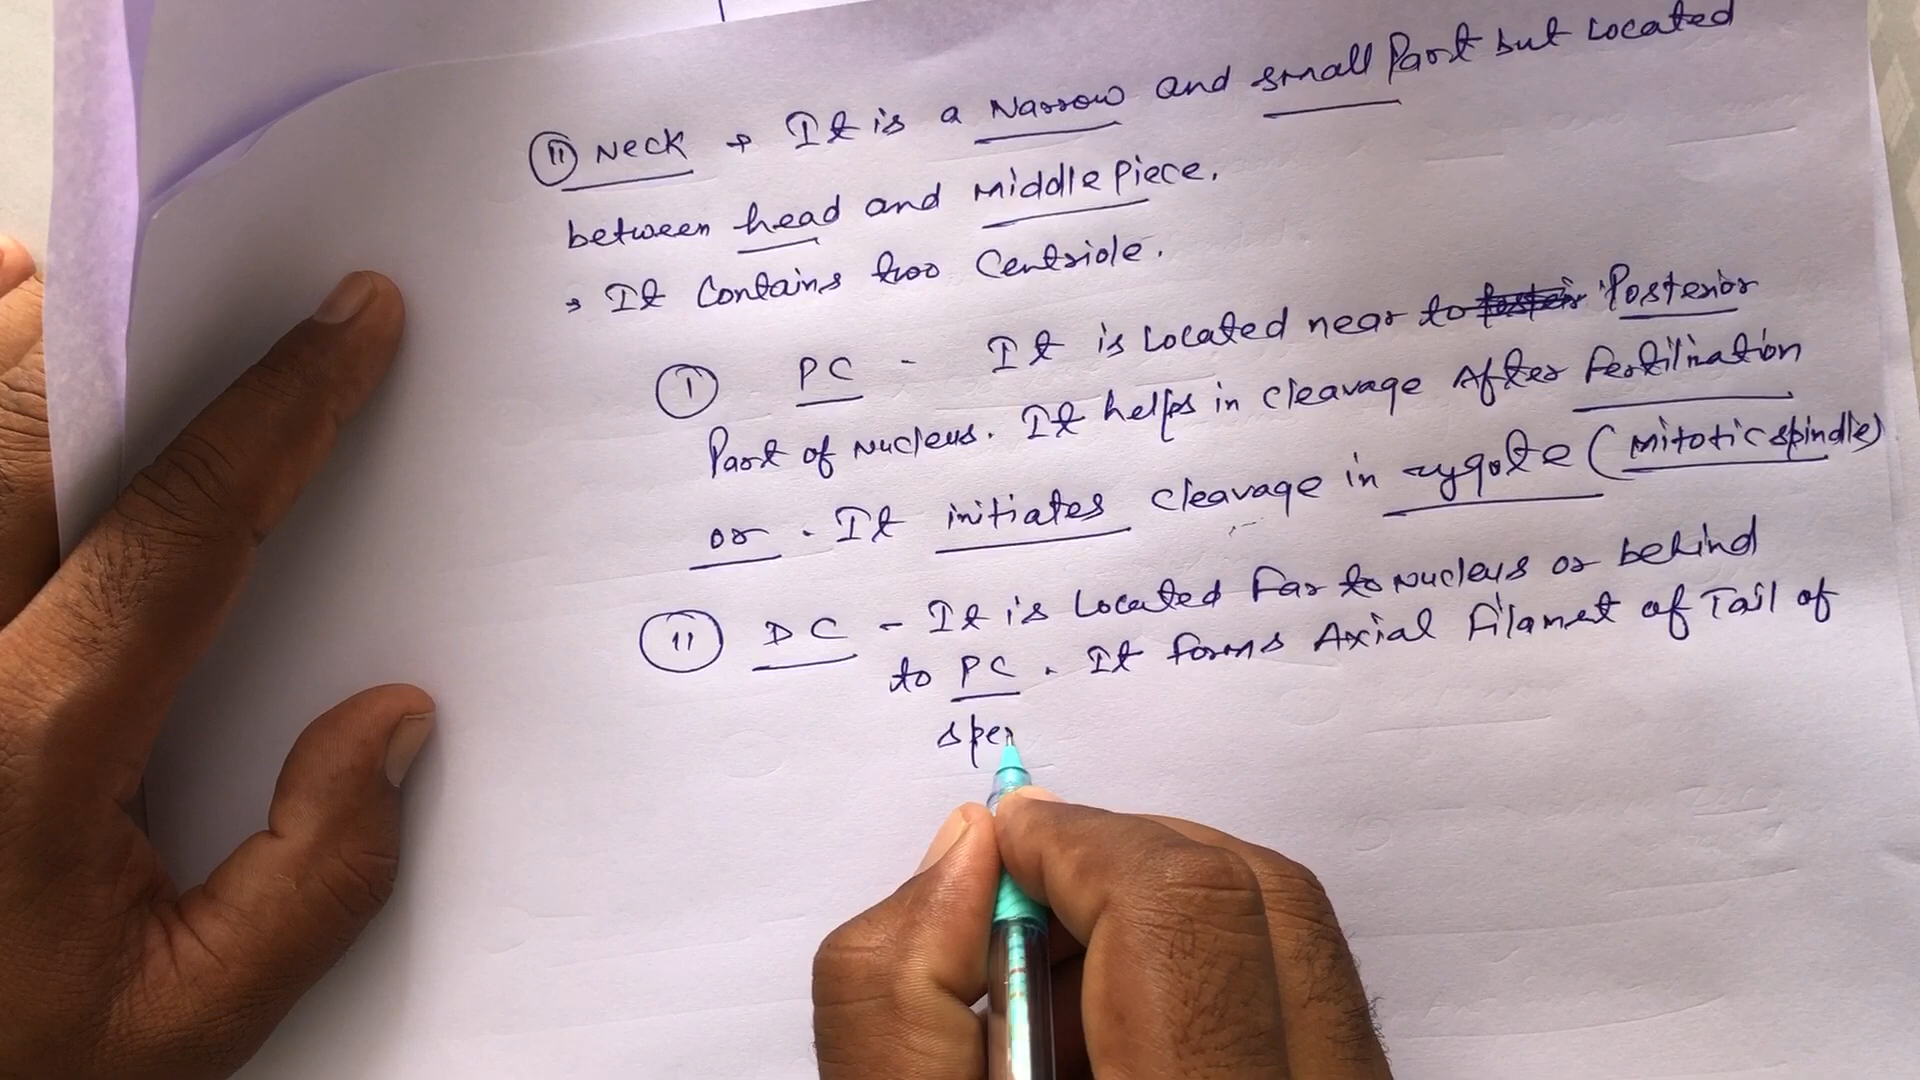 (II) NECK → It is a Narrow and small Part but Located
between head and middle Piece.
→ It Contains two Centriole.
(I) PC - It is Located near to Posterior
Part of Nucleus. It helps in cleavage After Fertilization
or. It initiates cleavage in zygote (Mitotic spindle)
(II) DC - It is Located Far to Nucleus or behind
to PC. It forms Axial Filament of Tail of
sper